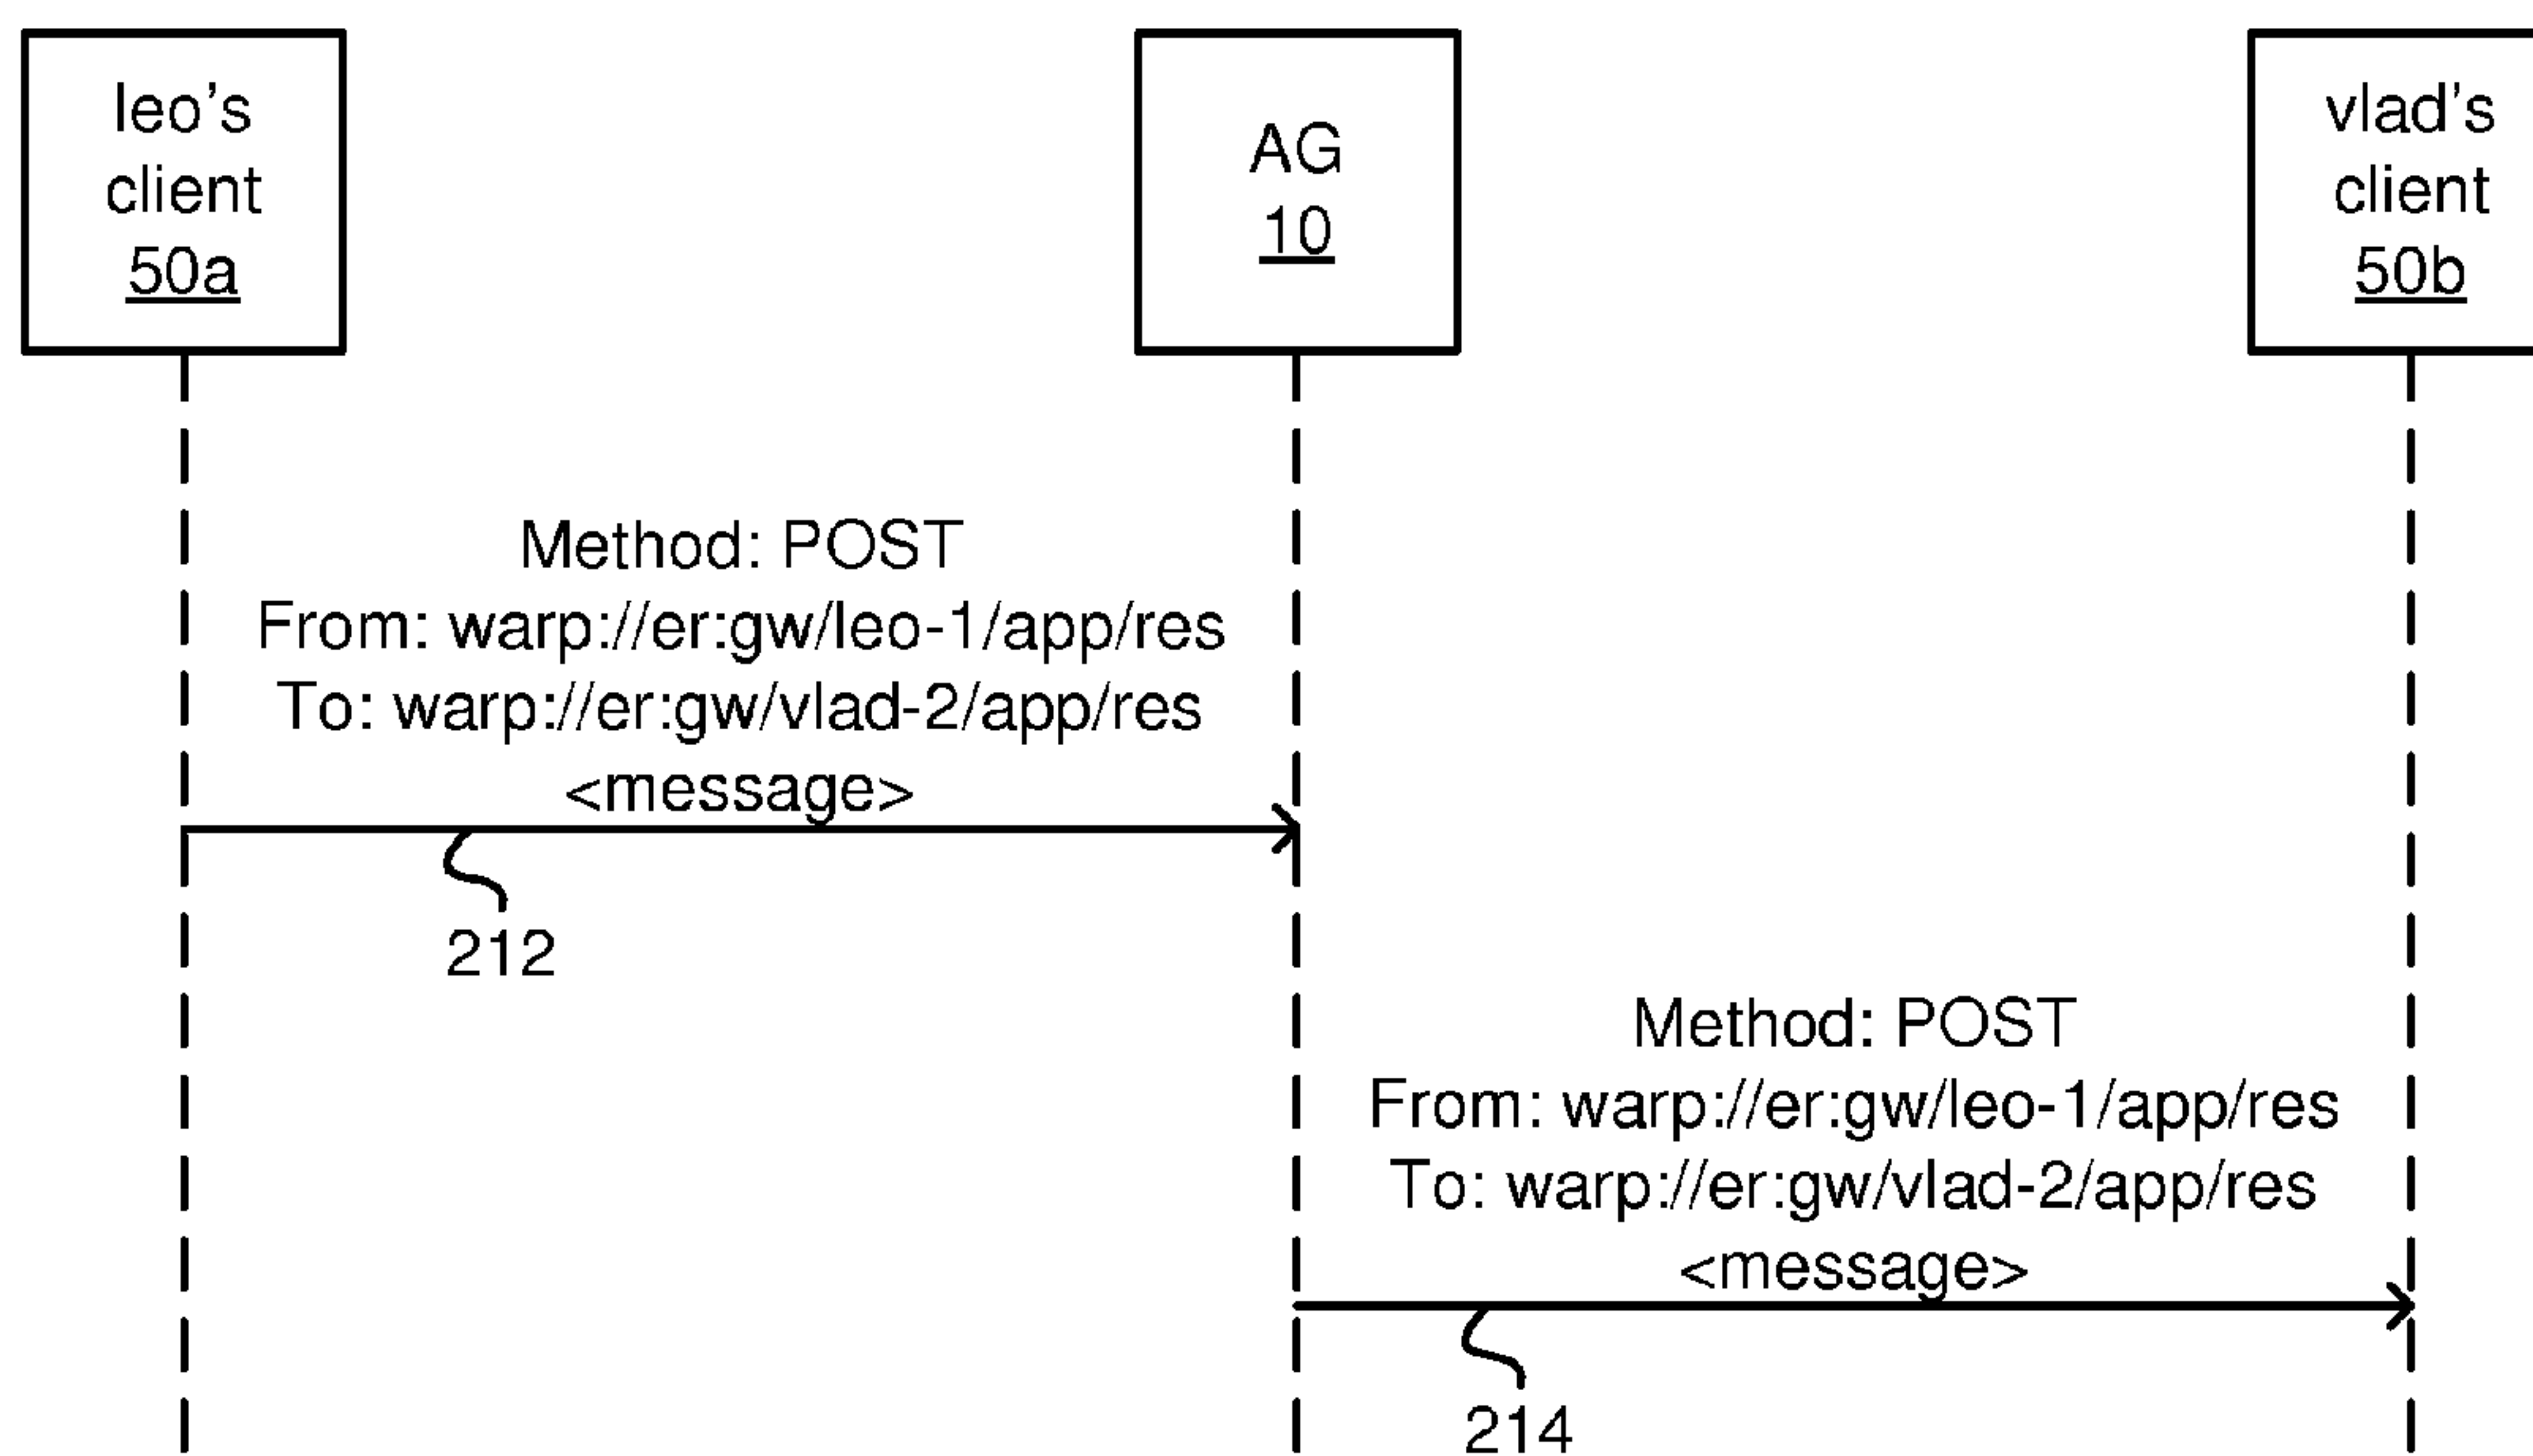 leo's
client
50a
AG
10
vlad's
client
50b
Method: POST
From: warp://er:gw/leo-1/app/res
To: warp://er:gw/vlad-2/app/res
<message>
212
Method: POST
From: warp://er:gw/leo-1/app/res
To: warp://er:gw/vlad-2/app/res
<message>
214